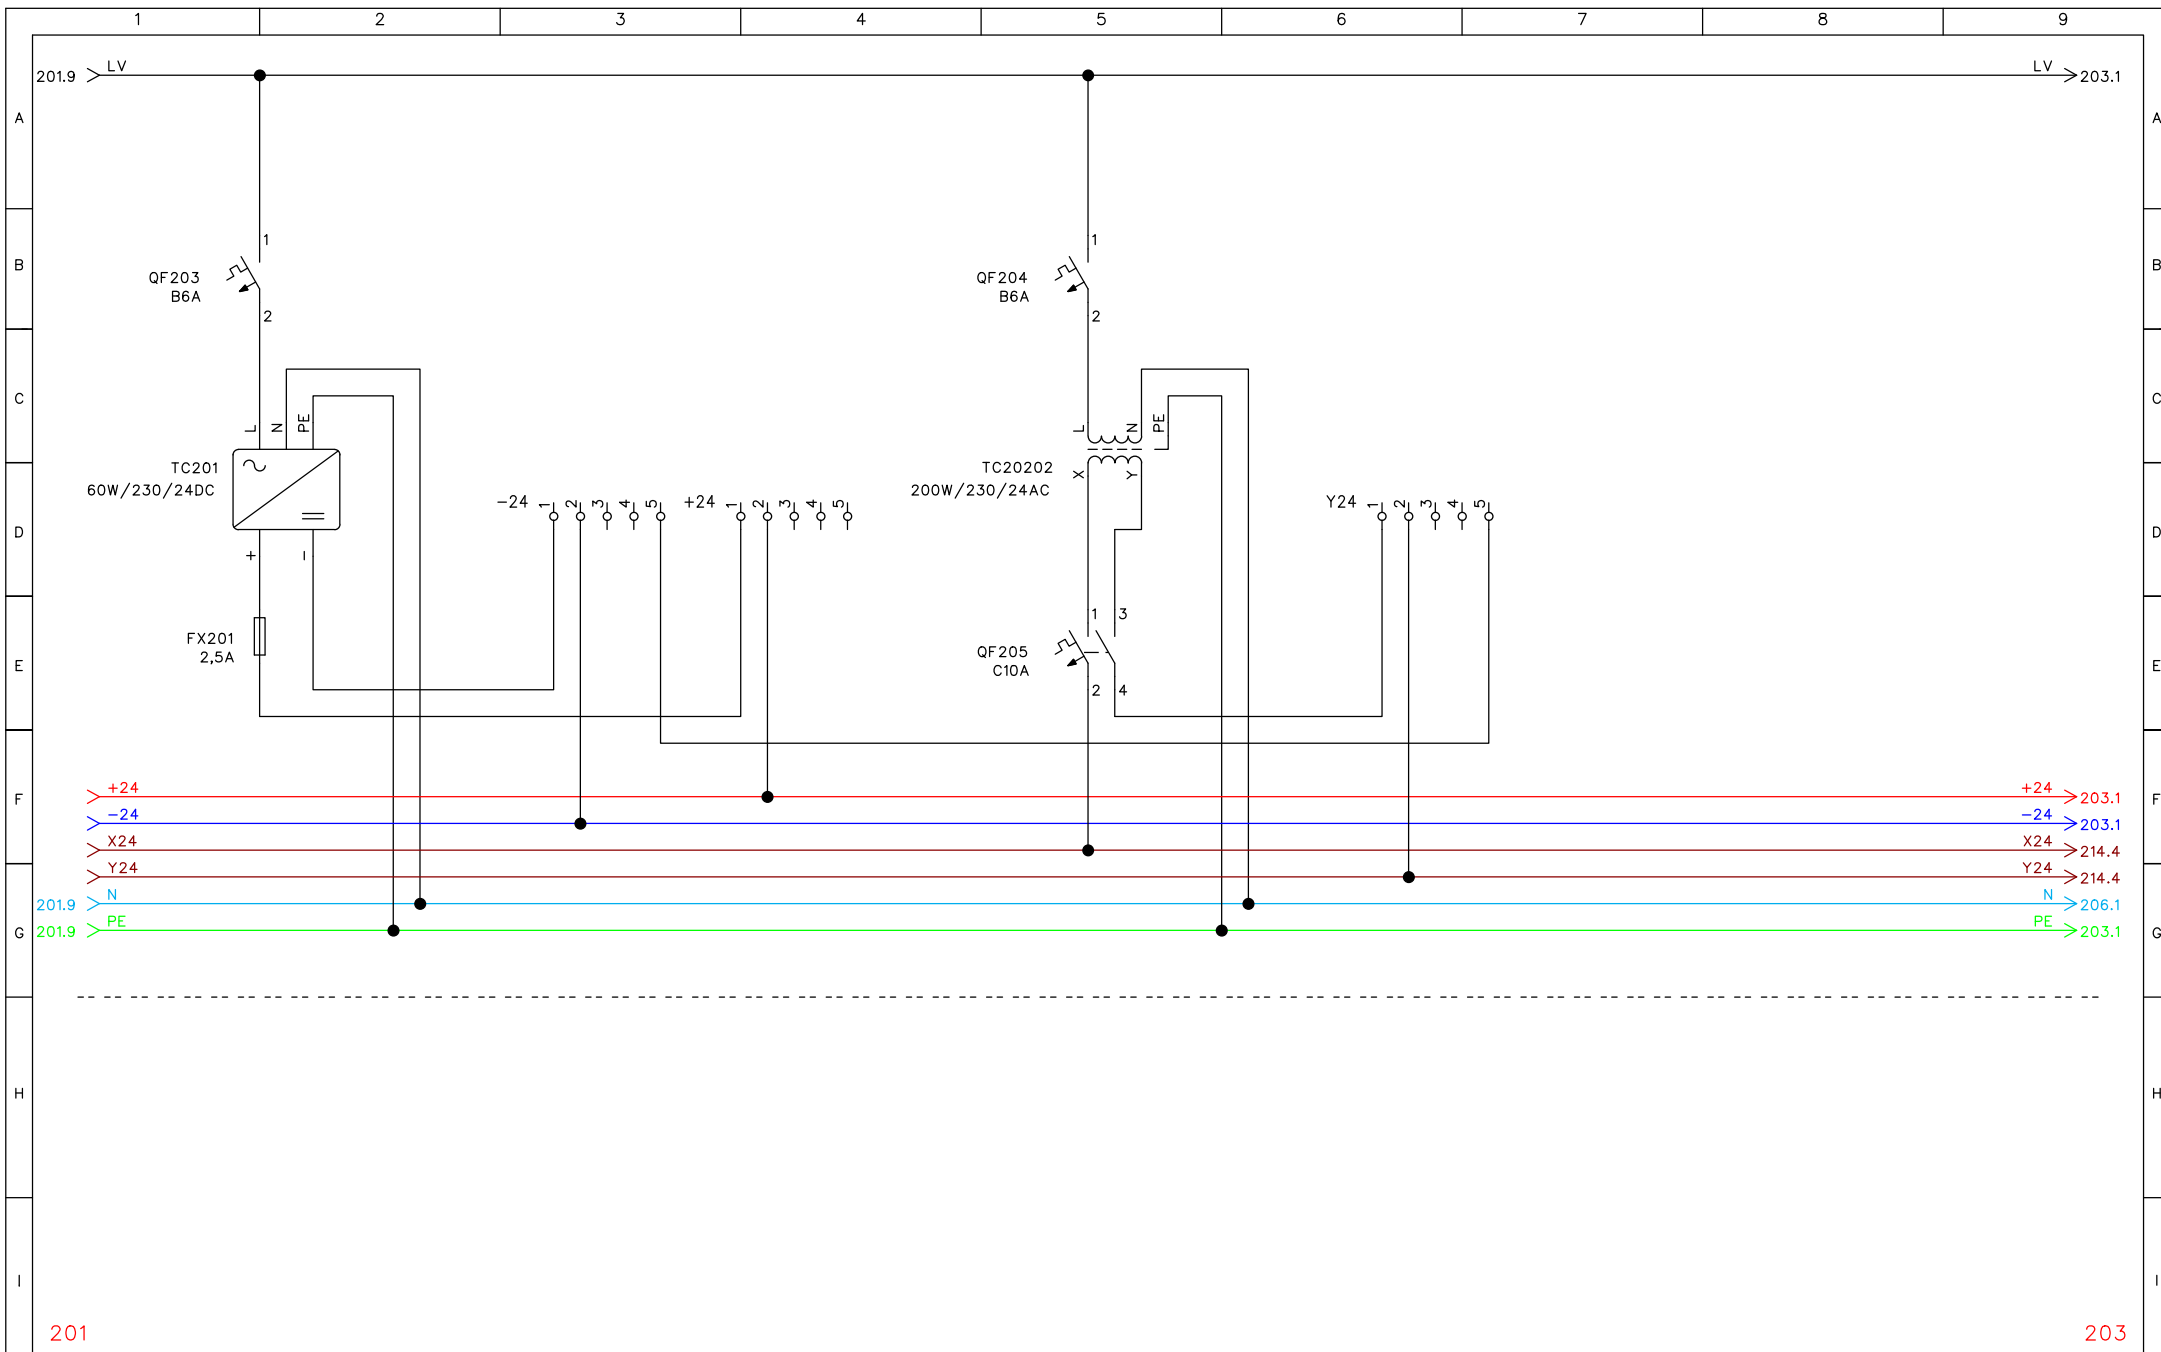 1 2 3 4 5 6 7 8 9
LV LV
201.9 203.1
A A
1 1
B B
QF203 QF204
B6A B6A
2 2
C C
L N PE L N PE
TC201 TC20202
X Y
60W/230/24DC 200W/230/24AC
-24 1 2 3 4 5 +24 1 2 3 4 5 Y24 1 2 3 4 5
D D
+ -
1 3
FX201 QF205
2,5A C10A
E E
2 4
+24 +24
F 203.1 F
-24 -24
203.1
X24 X24
214.4
Y24 Y24
214.4
N N
201.9 206.1
PE PE
G 201.9 203.1 G
H H
I I
201 203